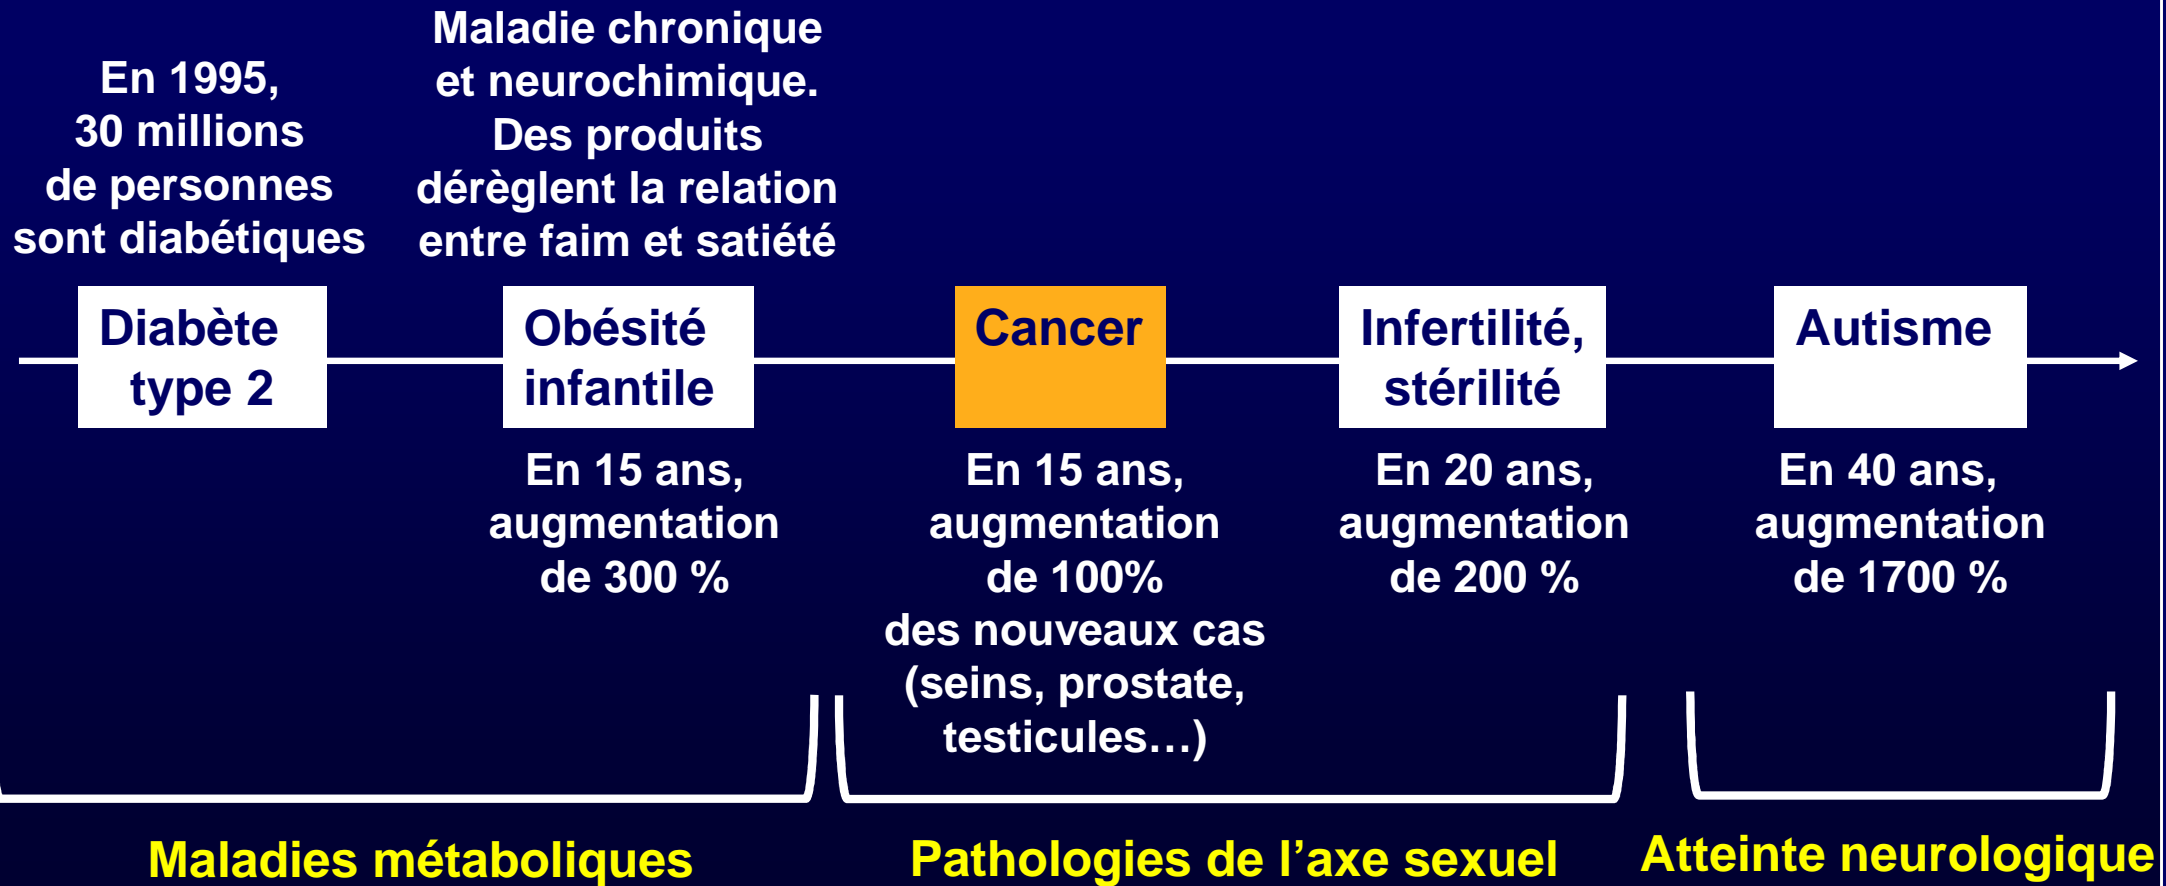 En 1995,
30 millions
de personnes
sont diabétiques
Maladie chronique
et neurochimique.
Des produits
dérèglent la relation
entre faim et satiété
Diabète
type 2
Obésité
infantile
Cancer
Infertilité,
stérilité
Autisme
En 15 ans,
augmentation
de 300 %
En 15 ans,
augmentation
de 100%
des nouveaux cas
(seins, prostate,
testicules…)
En 20 ans,
augmentation
de 200 %
En 40 ans,
augmentation
de 1700 %
Maladies métaboliques
Pathologies de l’axe sexuel
Atteinte neurologique